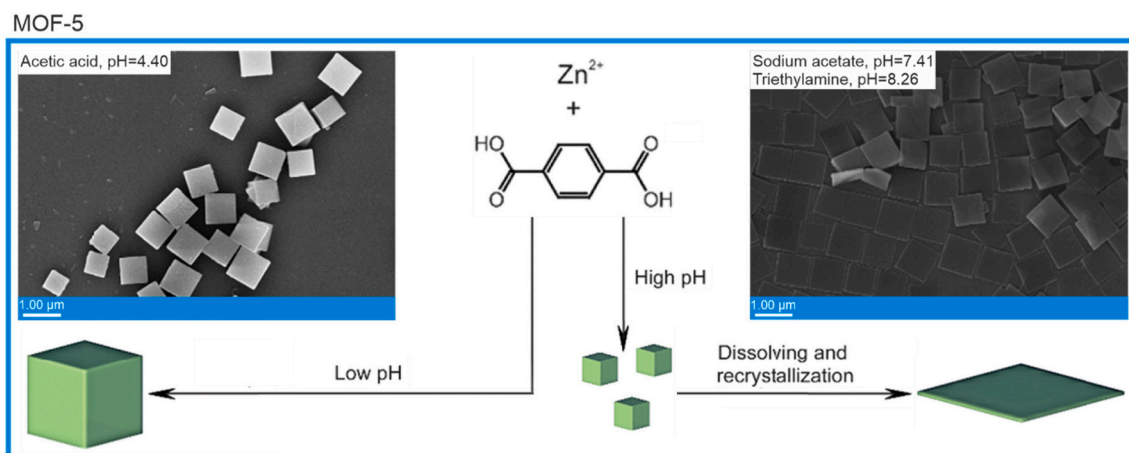 MOF-5
Acetic acid, pH=4.40
1.00 μm
Zn²⁺
+
HO
O
O
OH
Sodium acetate, pH=7.41
Triethylamine, pH=8.26
1.00 μm
High pH
Low pH
Dissolving and
recrystallization